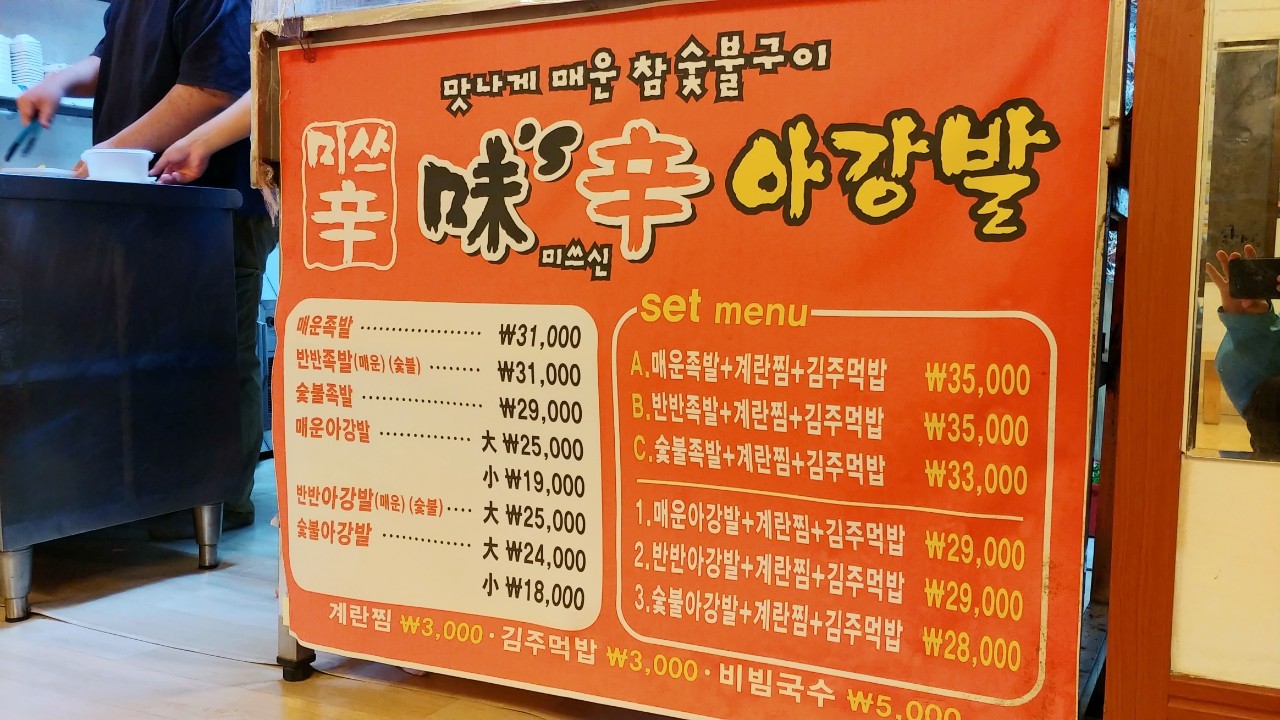 맛나게 매운 참숯불구이
미쓰
辛
味's辛 아강발
미쓰신
매운족발 ···················· ₩31,000
반반족발(매운)(숯불) ········ ₩31,000
숯불족발 ···················· ₩29,000
매운아강발 ··············· 大 ₩25,000
小 ₩19,000
반반아강발(매운)(숯불)···· 大 ₩25,000
숯불아강발 ··············· 大 ₩24,000
小 ₩18,000
set menu
A.매운족발+계란찜+김주먹밥 ₩35,000
B.반반족발+계란찜+김주먹밥 ₩35,000
C.숯불족발+계란찜+김주먹밥 ₩33,000
1.매운아강발+계란찜+김주먹밥 ₩29,000
2.반반아강발+계란찜+김주먹밥 ₩29,000
3.숯불아강발+계란찜+김주먹밥 ₩28,000
계란찜 ₩3,000·김주먹밥 ₩3,000·비빔국수 ₩5,000